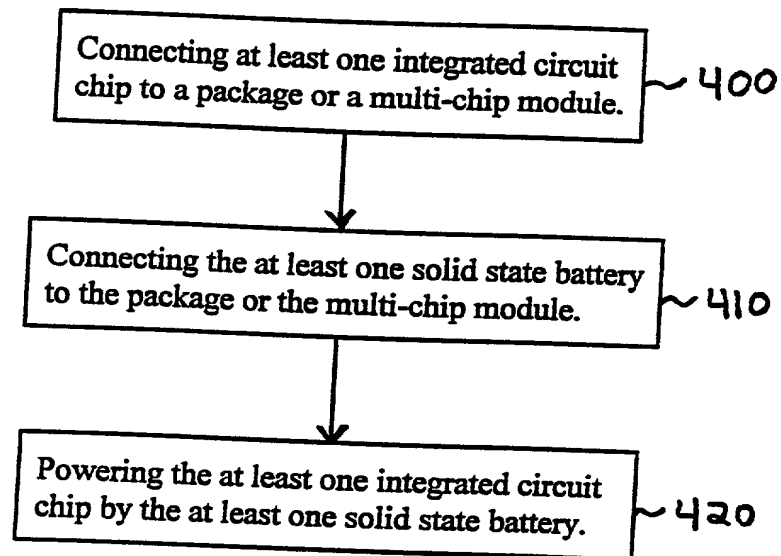 Connecting at least one integrated circuit
chip to a package or a multi-chip module.
400
Connecting the at least one solid state battery
to the package or the multi-chip module.
410
Powering the at least one integrated circuit
chip by the at least one solid state battery.
420